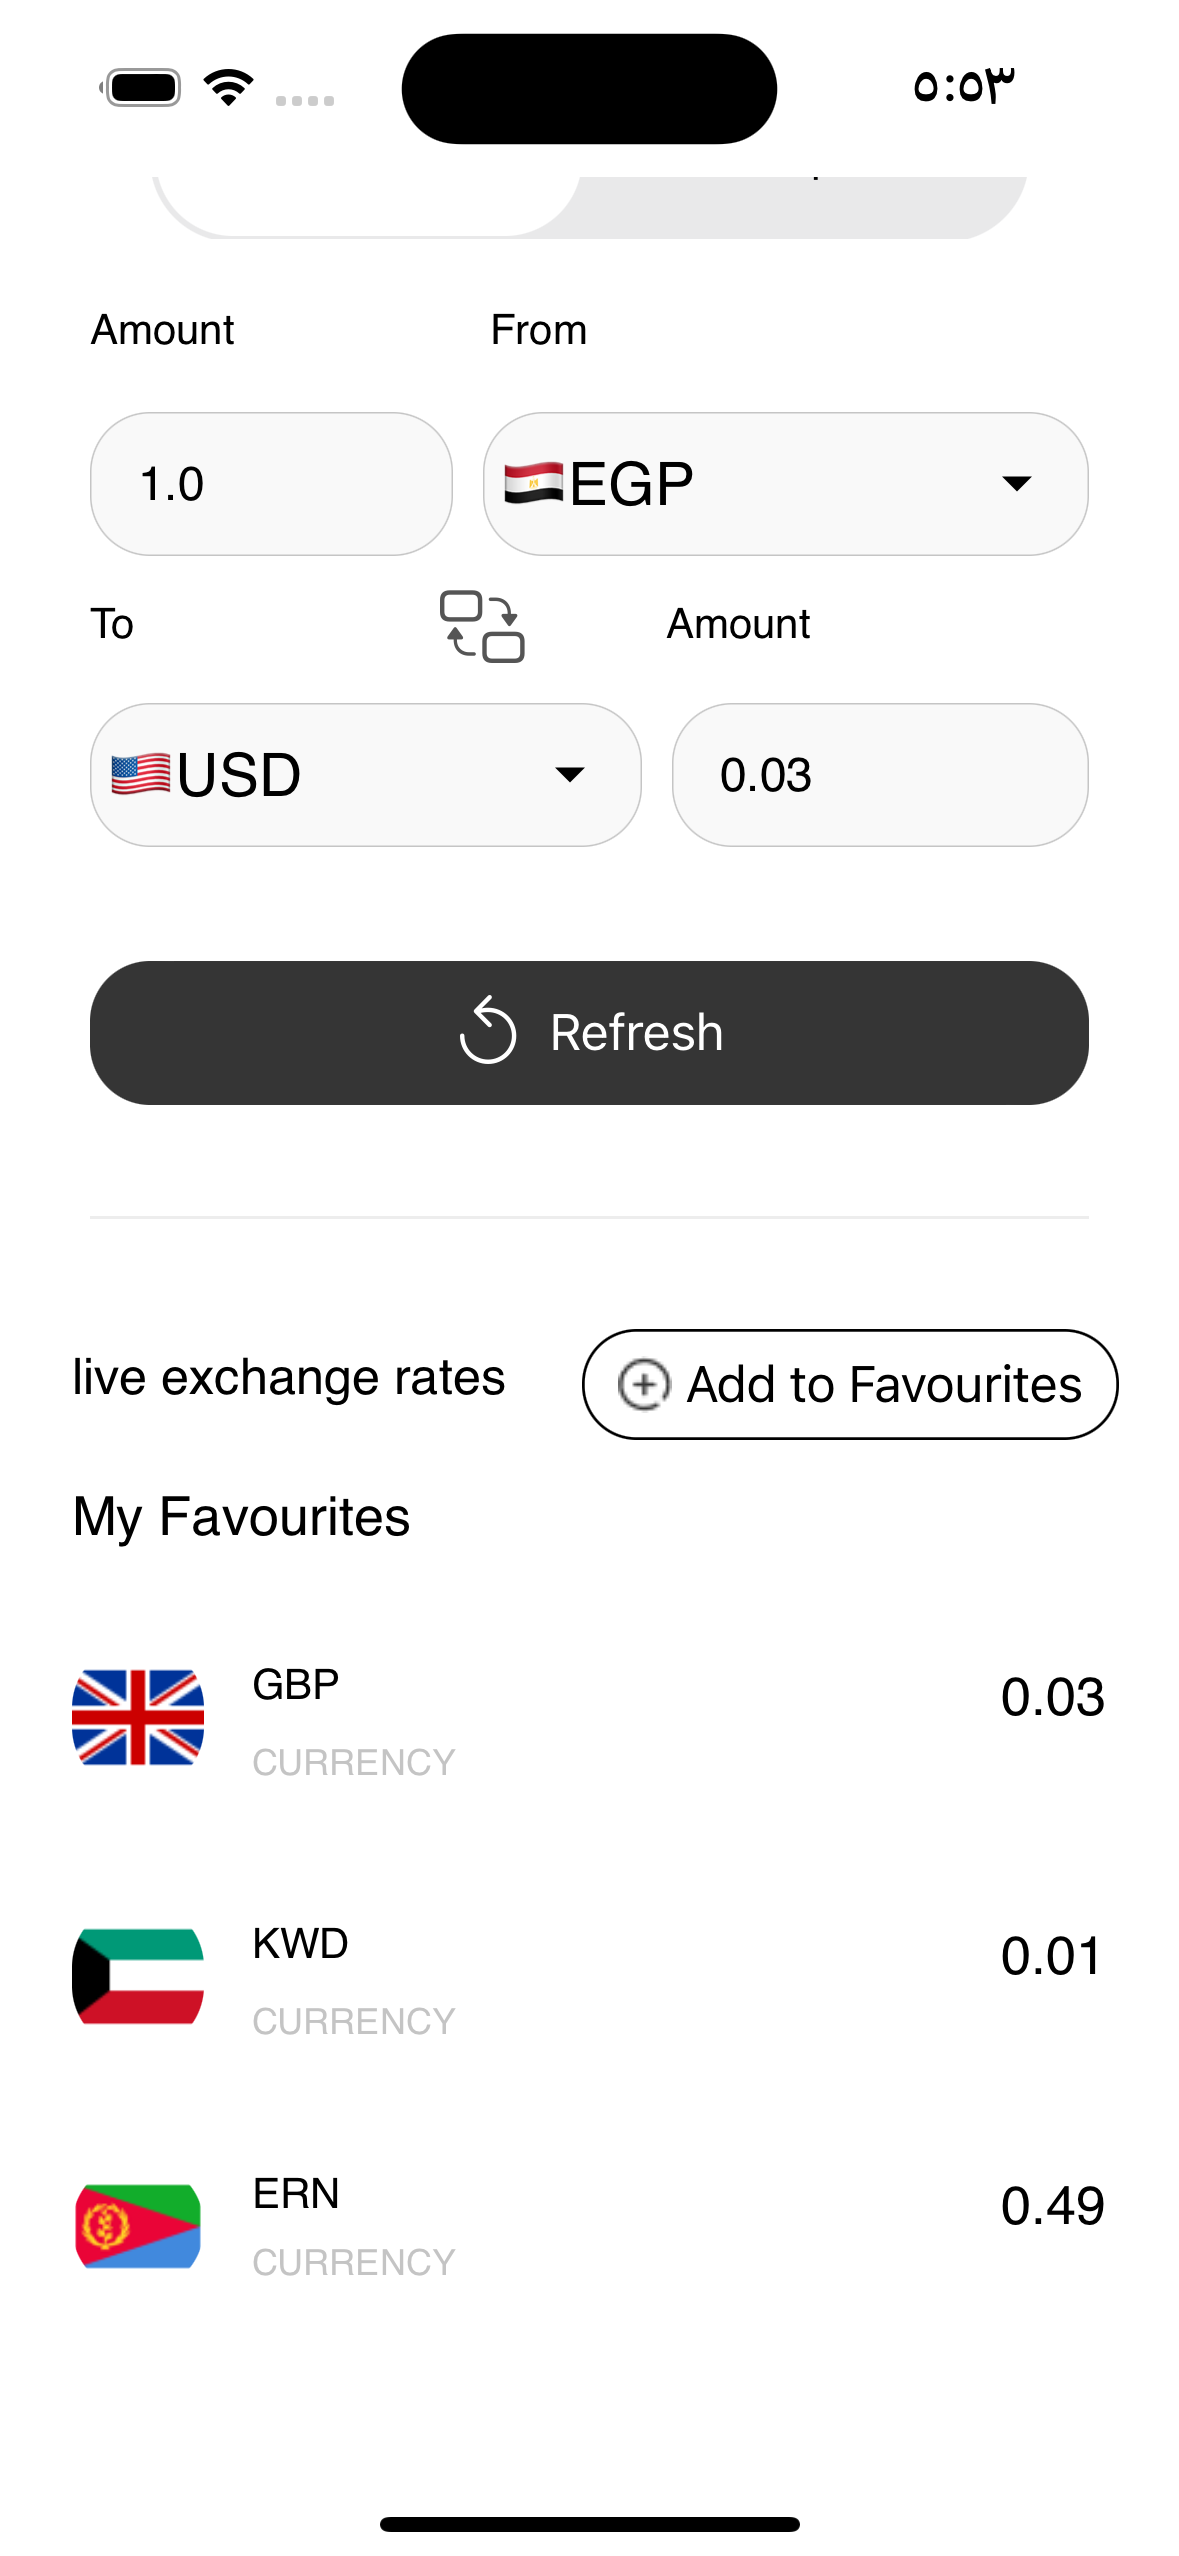 ٥:٥٣
Amount From
1.0 EGP
To Amount
USD 0.03
Refresh
live exchange rates Add to Favourites
My Favourites
GBP 0.03
CURRENCY
KWD 0.01
CURRENCY
ERN 0.49
CURRENCY